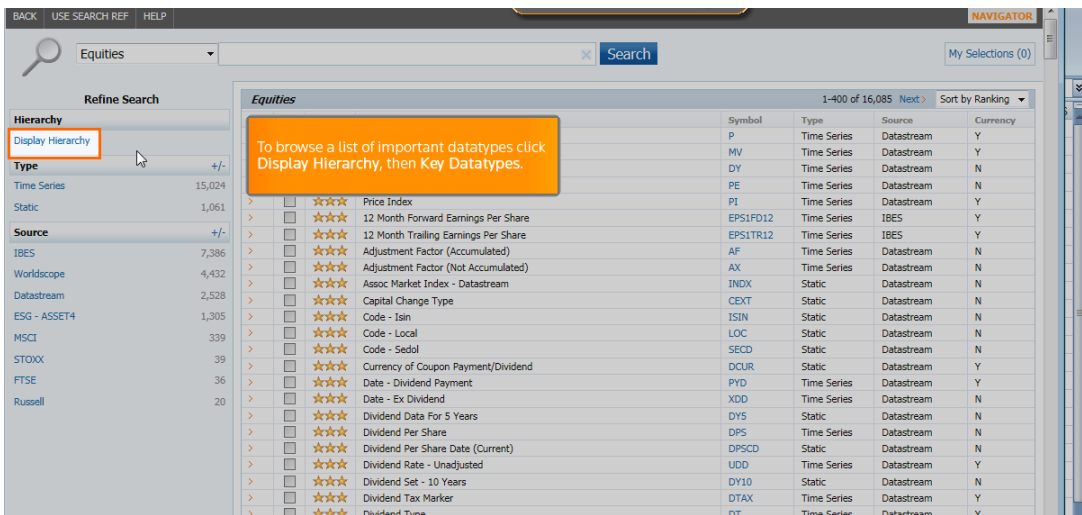 BACK USE SEARCH REF HELP NAVIGATOR
Equities Search My Selections (0)
Refine Search
Hierarchy
Display Hierarchy
Type +/-
Time Series 15,024
Static 1,061
Source +/-
IBES 7,386
Worldscope 4,432
Datastream 2,528
ESG - ASSET4 1,305
MSCI 339
STOXX 39
FTSE 36
Russell 20
Equities 1-400 of 16,085 Next> Sort by Ranking
To browse a list of important datatypes click
Display Hierarchy, then Key Datatypes.
Symbol Type Source Currency
P Time Series Datastream Y
MV Time Series Datastream Y
DY Time Series Datastream N
PE Time Series Datastream N
Price Index PI Time Series Datastream Y
12 Month Forward Earnings Per Share EPS1FD12 Time Series IBES Y
12 Month Trailing Earnings Per Share EPS1TR12 Time Series IBES Y
Adjustment Factor (Accumulated) AF Time Series Datastream N
Adjustment Factor (Not Accumulated) AX Time Series Datastream N
Assoc Market Index - Datastream INDX Static Datastream N
Capital Change Type CEXT Static Datastream N
Code - Isin ISIN Static Datastream N
Code - Local LOC Static Datastream N
Code - Sedol SECD Static Datastream N
Currency of Coupon Payment/Dividend DCUR Static Datastream Y
Date - Dividend Payment PYD Time Series Datastream Y
Date - Ex Dividend XDD Time Series Datastream N
Dividend Data For 5 Years DY5 Static Datastream N
Dividend Per Share DPS Time Series Datastream N
Dividend Per Share Date (Current) DPSCD Static Datastream N
Dividend Rate - Unadjusted UDD Time Series Datastream Y
Dividend Set - 10 Years DY10 Static Datastream N
Dividend Tax Marker DTAX Time Series Datastream Y
Dividend Type DT Time Series Datastream Y